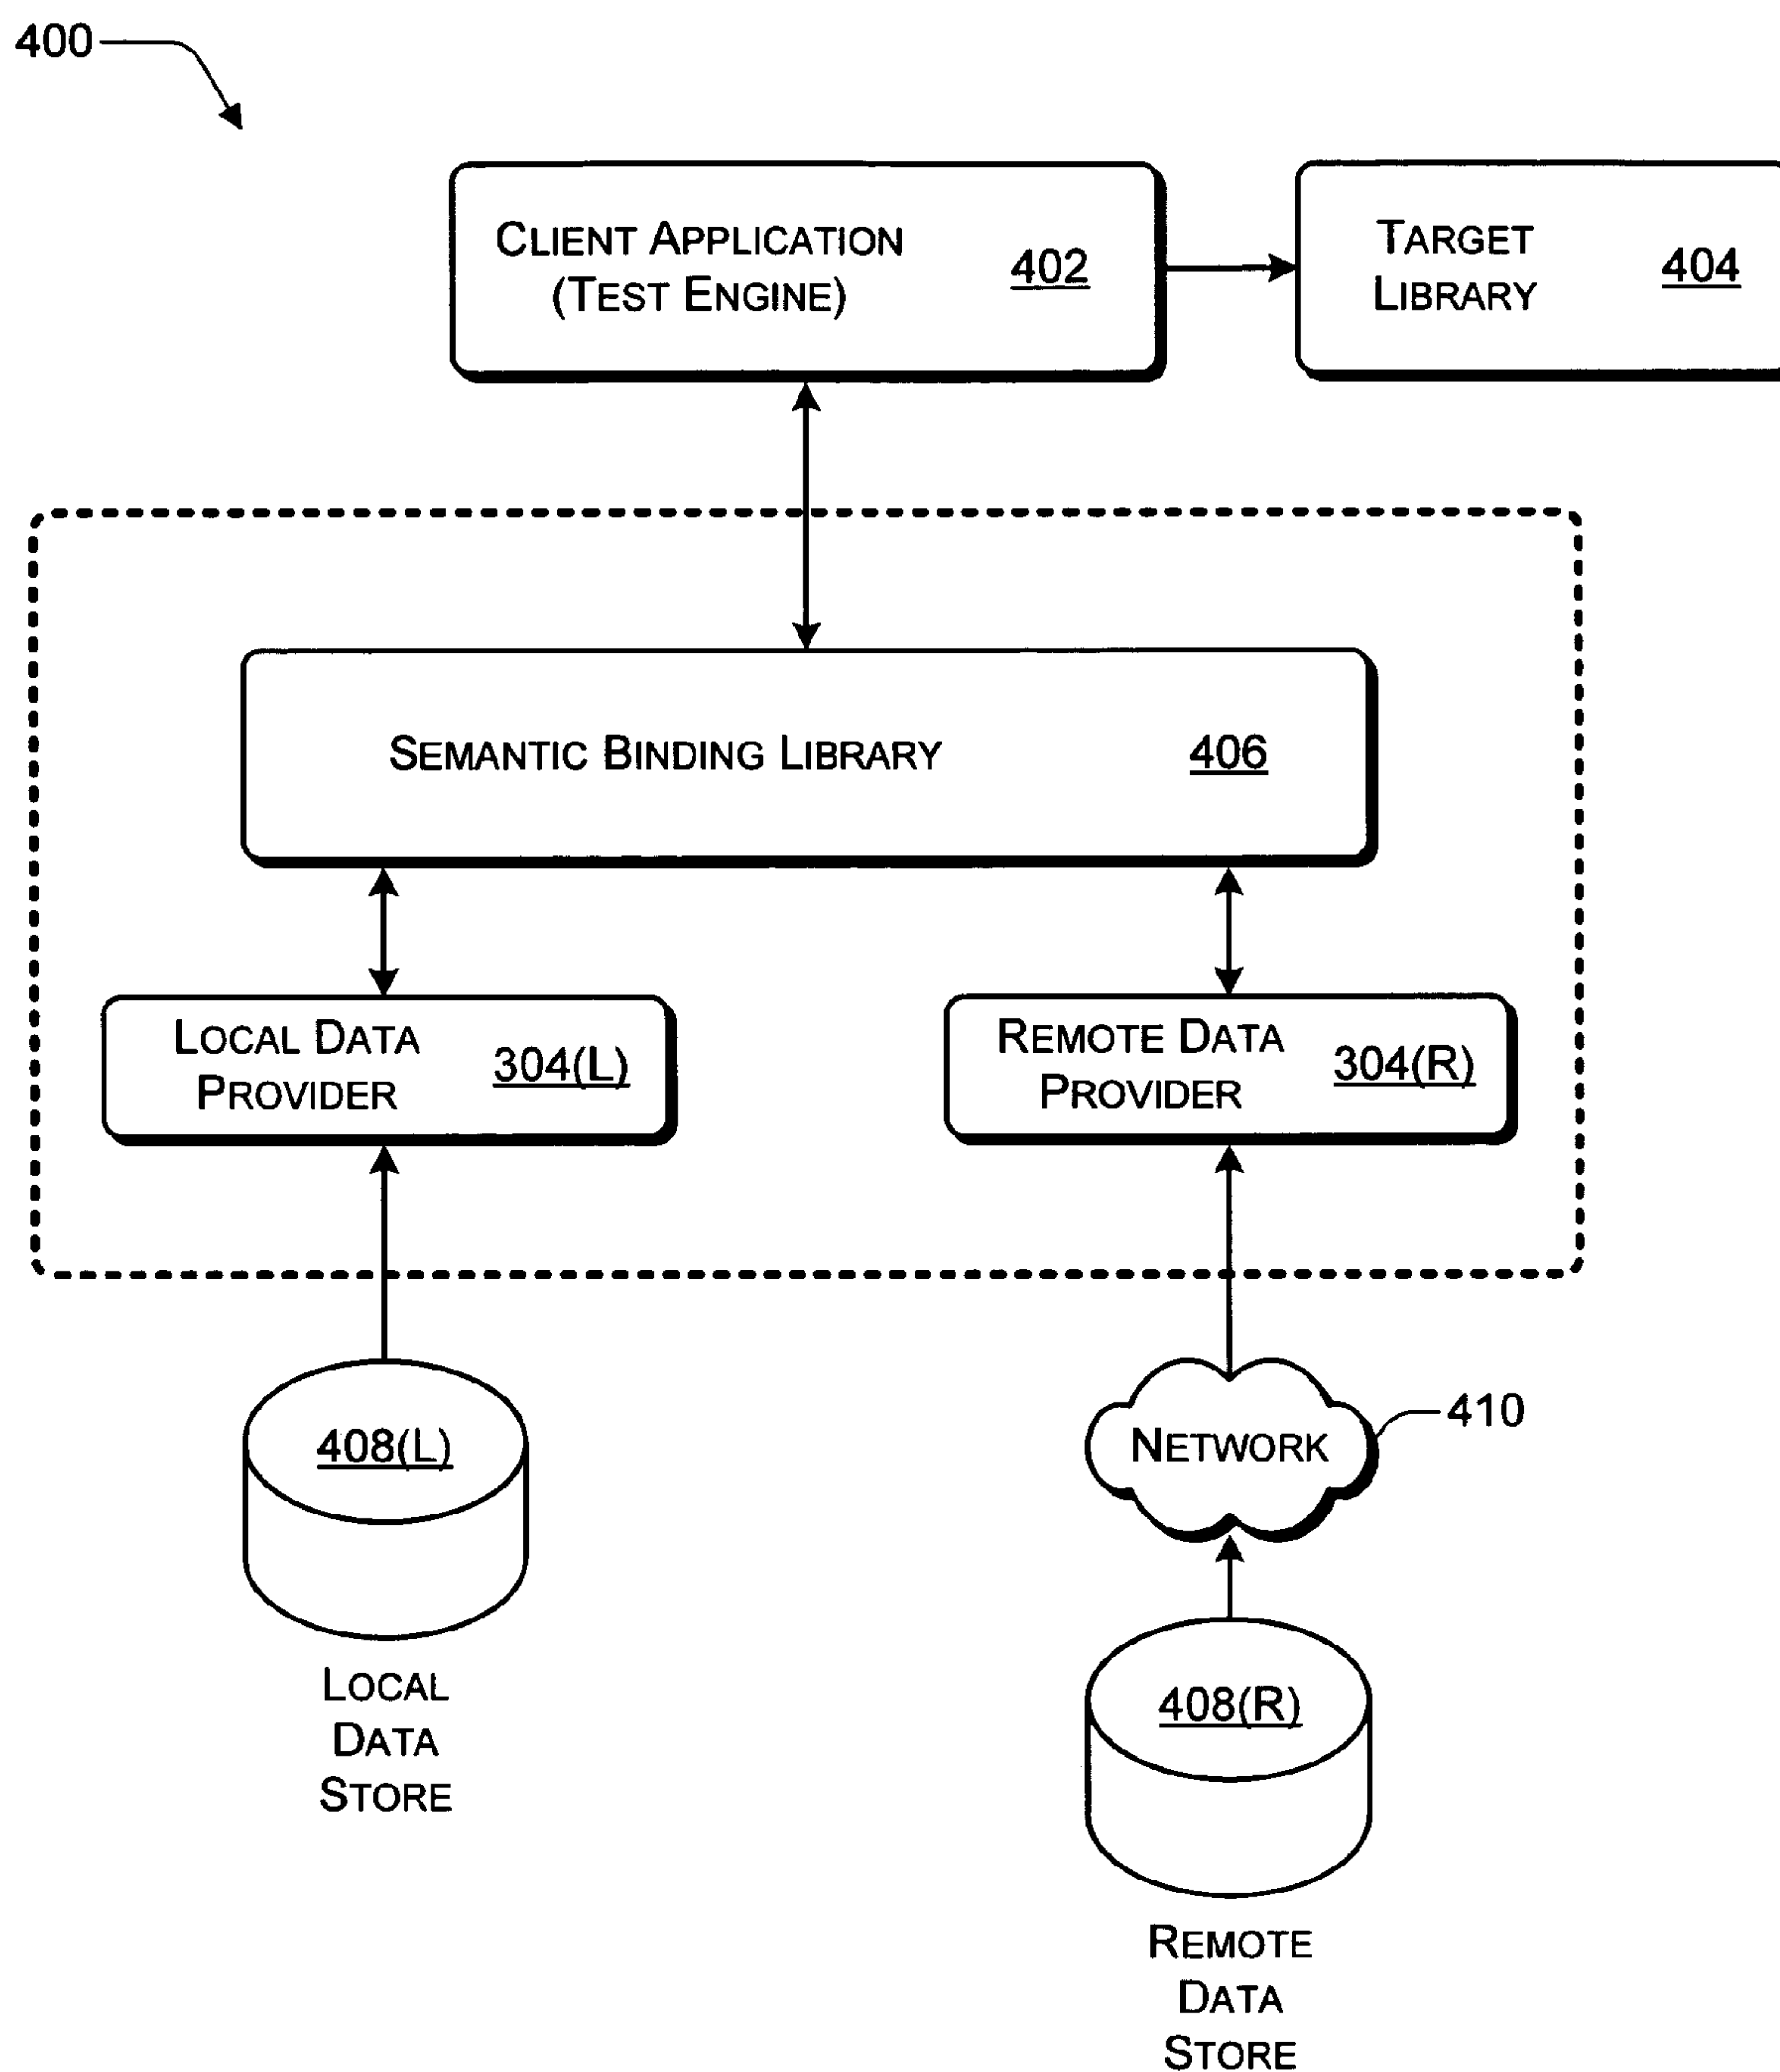 400
CLIENT APPLICATION
(TEST ENGINE)
402
TARGET
LIBRARY
404
SEMANTIC BINDING LIBRARY
406
LOCAL DATA
PROVIDER
304(L)
REMOTE DATA
PROVIDER
304(R)
408(L)
NETWORK
410
LOCAL
DATA
STORE
408(R)
REMOTE
DATA
STORE